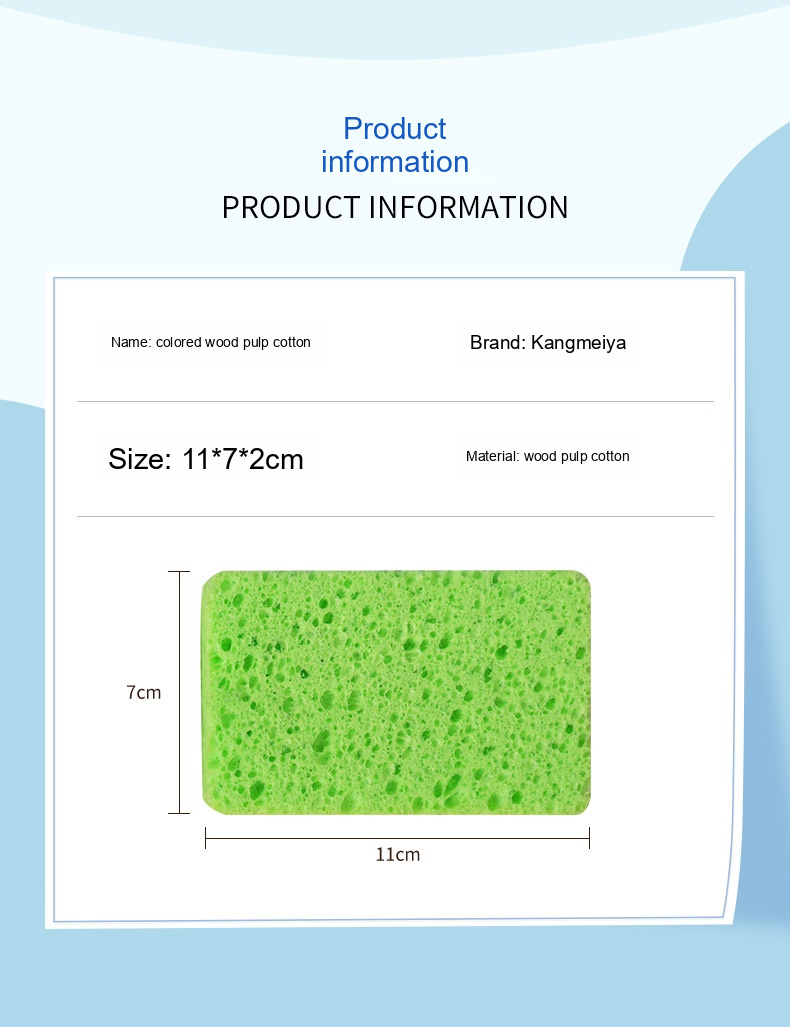 Product
information
PRODUCT INFORMATION
Name: colored wood pulp cotton
Brand: Kangmeiya
Size: 11*7*2cm
Material: wood pulp cotton
7cm
11cm